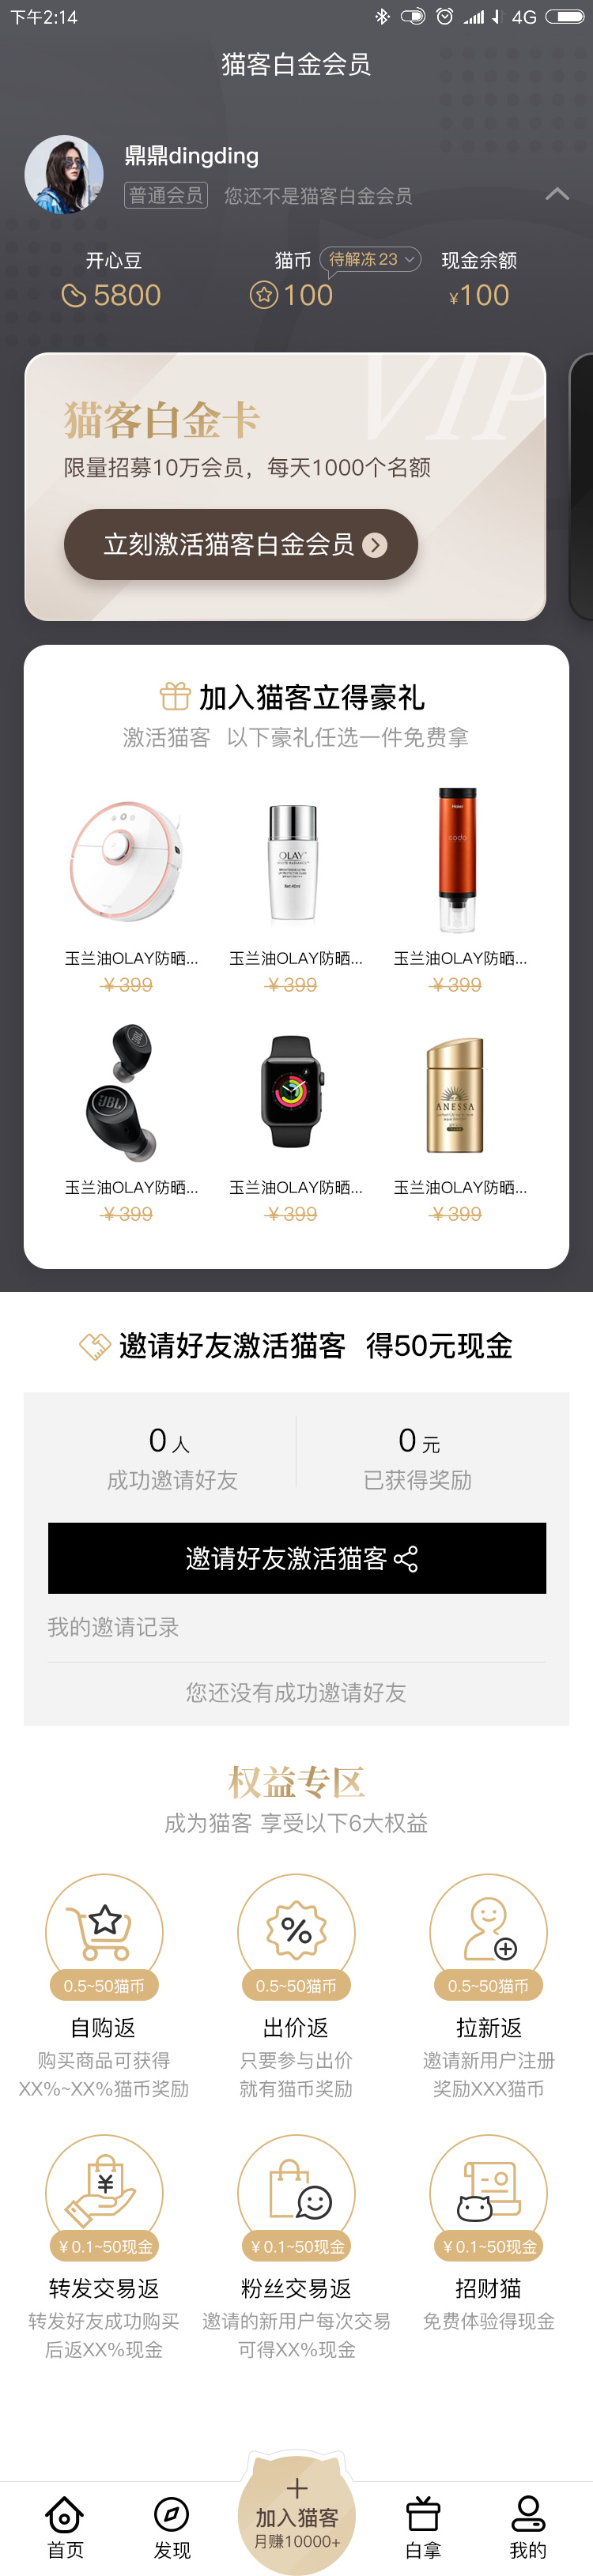 下午2:14
4G
猫客白金会员
鼎鼎dingding
普通会员 您还不是猫客白金会员
开心豆 猫币 待解冻 23 现金余额
5800 100 ¥100
VIP
猫客白金卡
限量招募10万会员，每天1000个名额
立刻激活猫客白金会员
加入猫客立得豪礼
激活猫客 以下豪礼任选一件免费拿
Haier
cado
OLAY
玉兰油OLAY防晒... 玉兰油OLAY防晒... 玉兰油OLAY防晒...
¥399 ¥399 ¥399
JBL
ANESSA
玉兰油OLAY防晒... 玉兰油OLAY防晒... 玉兰油OLAY防晒...
¥399 ¥399 ¥399
邀请好友激活猫客 得50元现金
0人 0元
成功邀请好友 已获得奖励
邀请好友激活猫客
我的邀请记录
您还没有成功邀请好友
权益专区
成为猫客 享受以下6大权益
0.5~50猫币 0.5~50猫币 0.5~50猫币
自购返 出价返 拉新返
购买商品可获得 只要参与出价 邀请新用户注册
XX%~XX%猫币奖励 就有猫币奖励 奖励XXX猫币
¥0.1~50现金 ¥0.1~50现金 ¥0.1~50现金
转发交易返 粉丝交易返 招财猫
转发好友成功购买 邀请的新用户每次交易 免费体验得现金
后返XX%现金 可得XX%现金
加入猫客
月赚10000+
首页 发现 白拿 我的